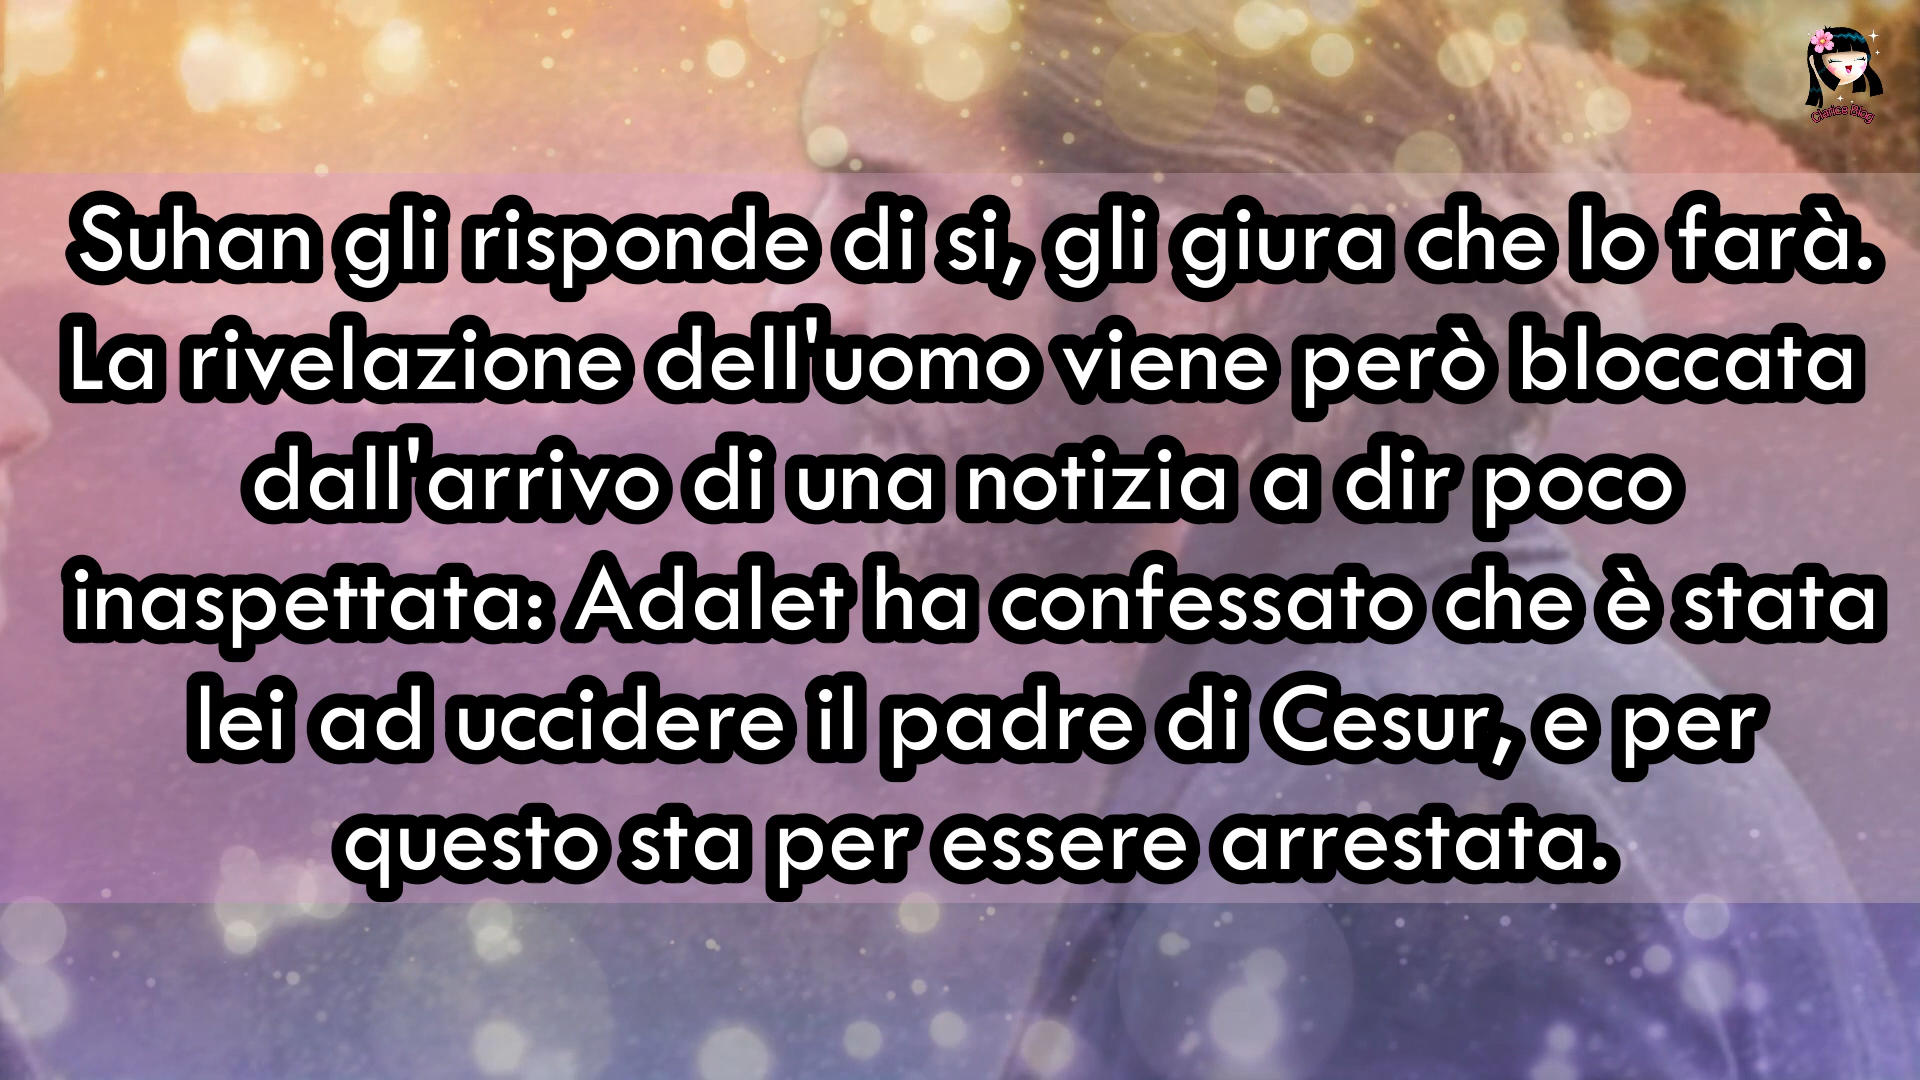 Clarice Blog
Suhan gli risponde di si, gli giura che lo farà.
La rivelazione dell'uomo viene però bloccata
dall'arrivo di una notizia a dir poco
inaspettata: Adalet ha confessato che è stata
lei ad uccidere il padre di Cesur, e per
questo sta per essere arrestata.